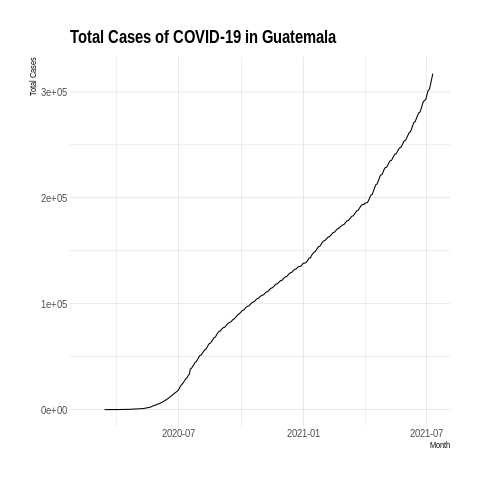 Total Cases of COVID-19 in Guatemala
Total Cases
3e+05
2e+05
1e+05
0e+00
2020-07 2021-01 2021-07
Month